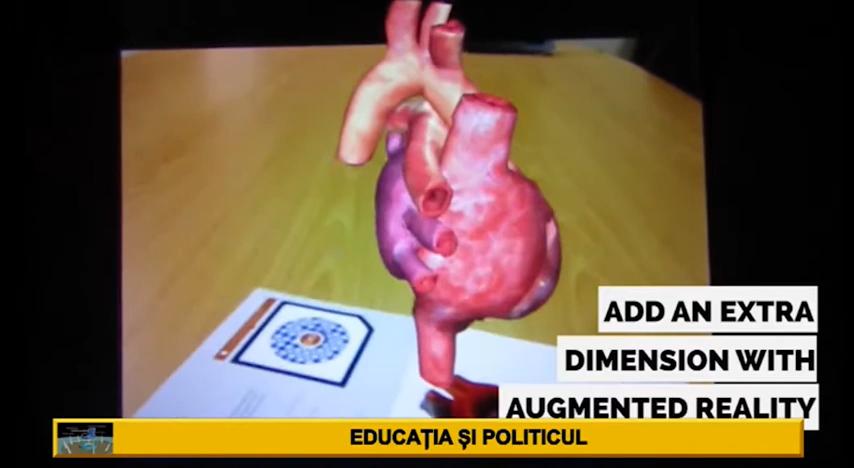 ADD AN EXTRA
DIMENSION WITH
AUGMENTED REALITY
EDUCAȚIA ȘI POLITICUL